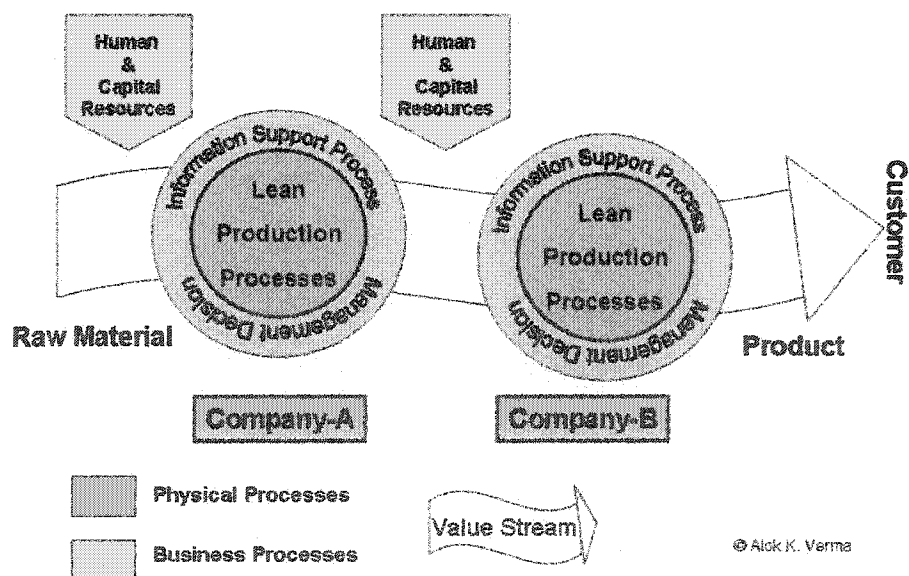 Human
&
Capital
Resources
Human
&
Capital
Resources
Information Support Process
Lean
Production
Processes
Management Decision
Information Support Process
Lean
Production
Processes
Management Decision
Customer
Raw Material
Product
Company-A
Company-B
Physical Processes
Business Processes
Value Stream
© Alok K. Verma